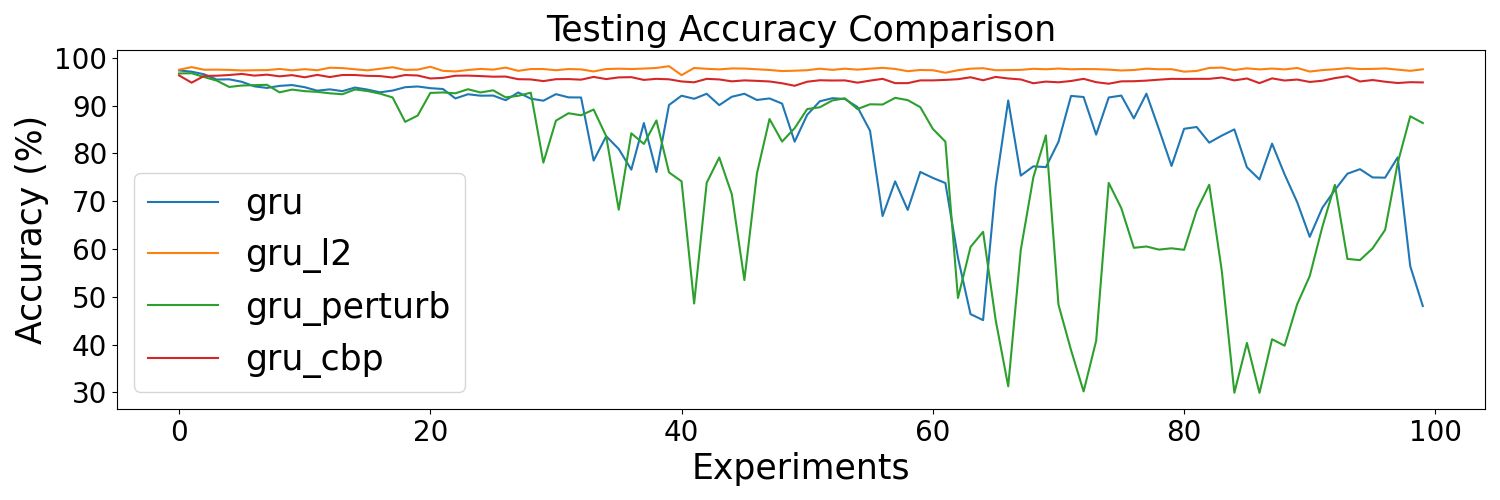 Testing Accuracy Comparison
Accuracy (%)
100
90
80
70
60
50
40
30
gru
gru_l2
gru_perturb
gru_cbp
0 20 40 60 80 100
Experiments